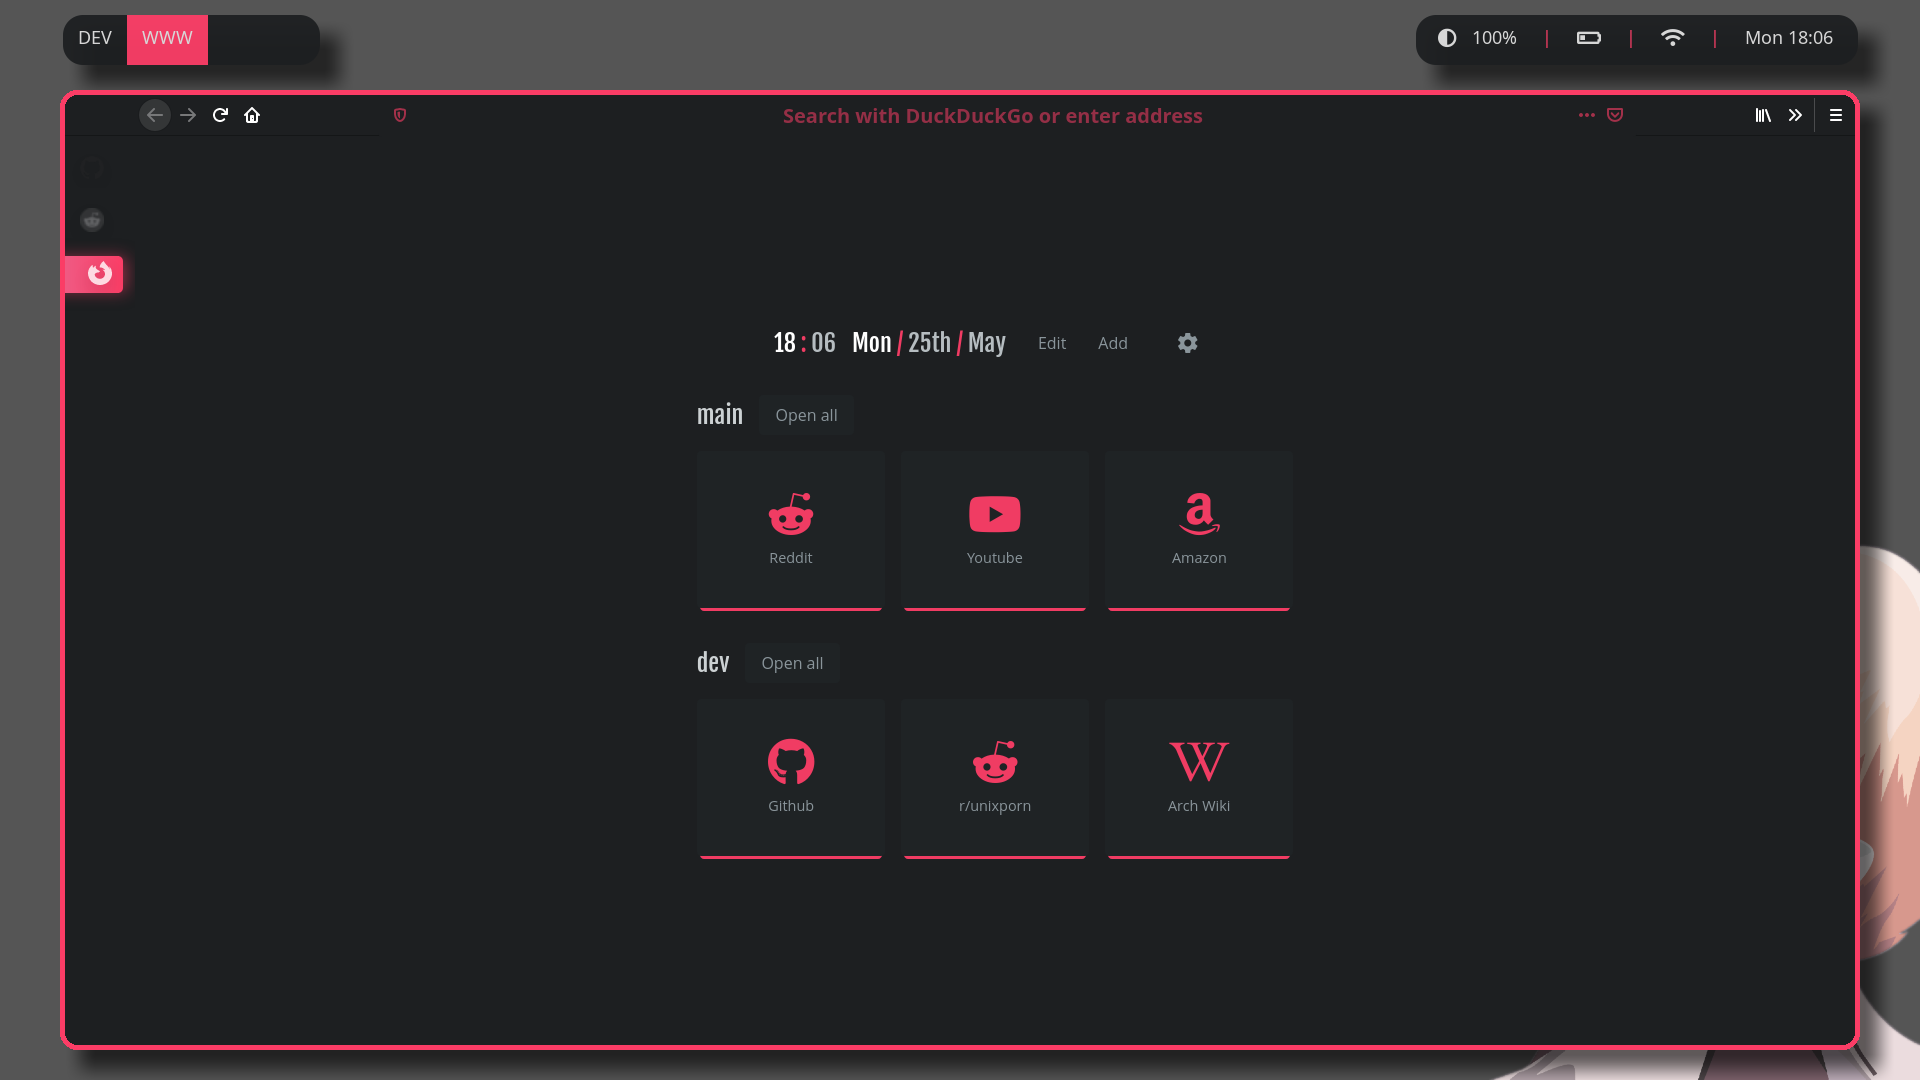 DEV WWW
100% | | | Mon 18:06
Search with DuckDuckGo or enter address
18 : 06 Mon / 25th / May Edit Add
main Open all
Reddit Youtube Amazon
dev Open all
Github r/unixporn Arch Wiki